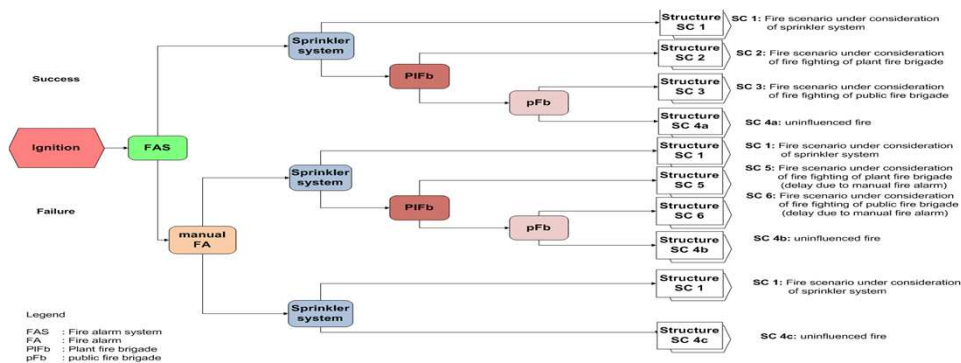 Sprinkler
system
Structure
SC 1
SC 1: Fire scenario under consideration
of sprinkler system
Success
PlFb
Structure
SC 2
SC 2: Fire scenario under consideration
of fire fighting of plant fire brigade
pFb
Structure
SC 3
SC 3: Fire scenario under consideration
of fire fighting of public fire brigade
Structure
SC 4a
SC 4a: uninfluenced fire
Ignition
FAS
Sprinkler
system
Structure
SC 1
SC 1: Fire scenario under consideration
of sprinkler system
Failure
manual
FA
PlFb
Structure
SC 5
SC 5: Fire scenario under consideration
of fire fighting of plant fire brigade
(delay due to manual fire alarm)
pFb
Structure
SC 6
SC 6: Fire scenario under consideration
of fire fighting of public fire brigade
(delay due to manual fire alarm)
Structure
SC 4b
SC 4b: uninfluenced fire
Sprinkler
system
Structure
SC 1
SC 1: Fire scenario under consideration
of sprinkler system
Structure
SC 4c
SC 4c: uninfluenced fire
Legend
FAS : Fire alarm system
FA : Fire alarm
PlFb : Plant fire brigade
pFb : public fire brigade